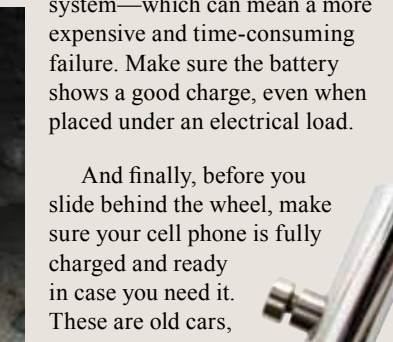 system—which can mean a more
expensive and time-consuming
failure. Make sure the battery
shows a good charge, even when
placed under an electrical load.
And finally, before you
slide behind the wheel, make
sure your cell phone is fully
charged and ready
in case you need it.
These are old cars,